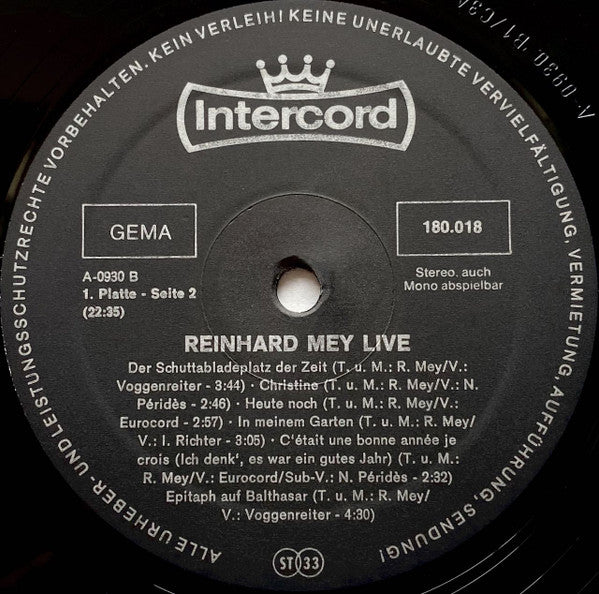 ALLE URHEBER- UND LEISTUNGSSCHUTZRECHTE VORBEHALTEN. KEIN VERLEIH! KEINE UNERLAUBTE VERVIELFÄLTIGUNG, VERMIETUNG, AUFFÜHRUNG, SENDUNG!
Intercord
GEMA
180.018
A-0930 B
1. Platte - Seite 2
(22:35)
Stereo, auch
Mono abspielbar
REINHARD MEY LIVE
Der Schuttabladeplatz der Zeit (T. u. M.: R. Mey/V.:
Voggenreiter - 3:44) · Christine (T. u. M.: R. Mey/V.: N.
Péridès - 2:46) · Heute noch (T. u. M.: R. Mey/V.:
Eurocord - 2:57) · In meinem Garten (T. u. M.: R. Mey/
V.: I. Richter - 3:05) · C'était une bonne année je
crois (Ich denk', es war ein gutes Jahr) (T. u. M.:
R. Mey/V.: Eurocord/Sub-V.: N. Péridès - 2:32)
Epitaph auf Balthasar (T. u. M.: R. Mey/
V.: Voggenreiter - 4:30)
ST 33